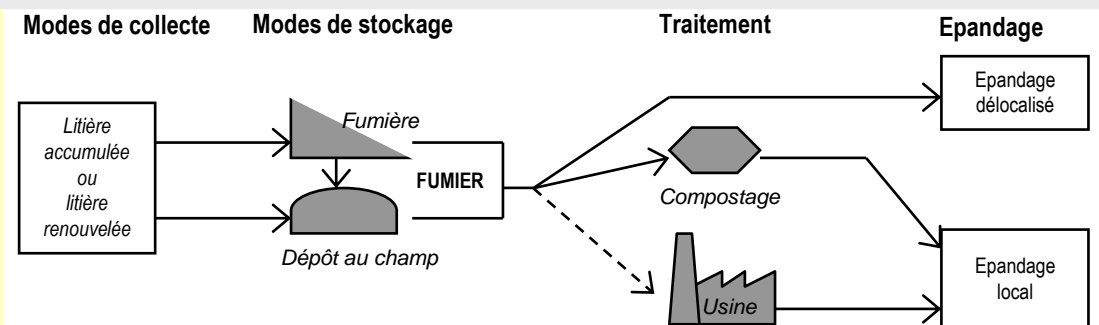 Modes de collecte
Modes de stockage
Traitement
Epandage
Litière
accumulée
ou
litière
renouvelée
Fumière
FUMIER
Dépôt au champ
Compostage
Usine
Epandage
délocalisé
Epandage
local